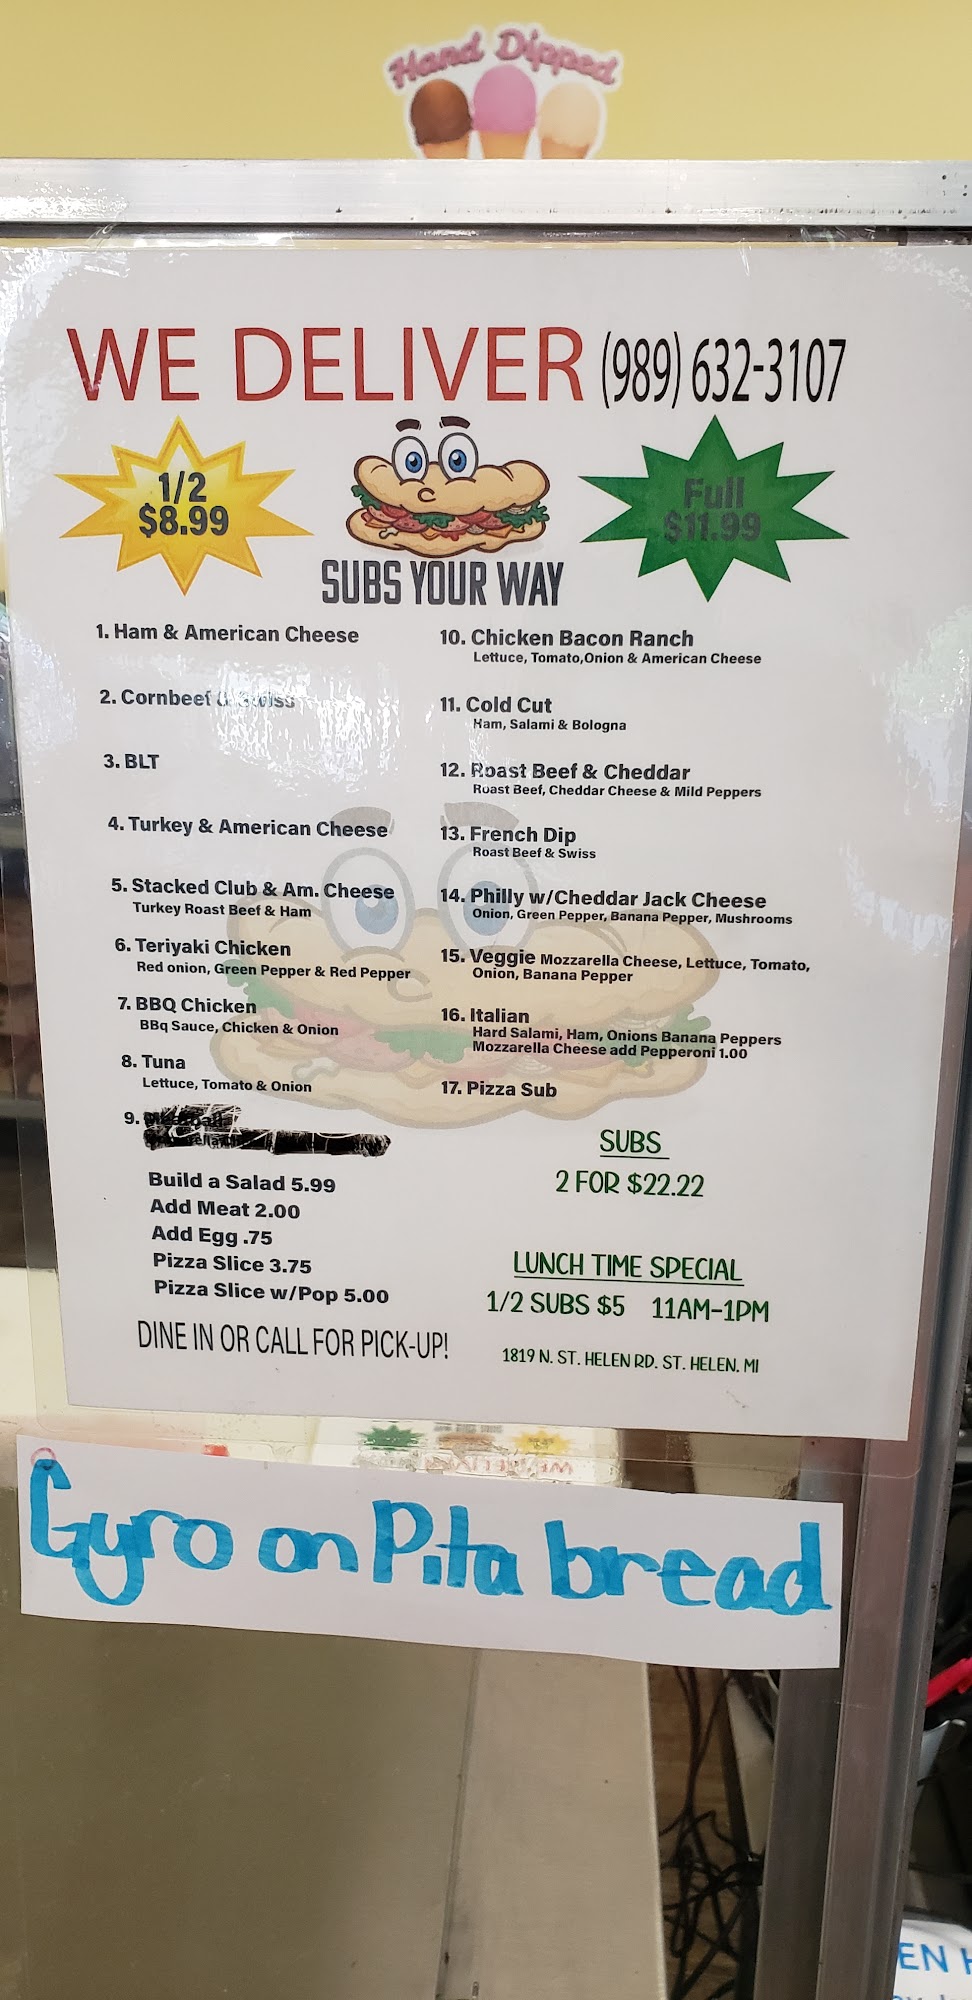 Hand Dipped
WE DELIVER (989) 632-3107
1/2
$8.99
Full
$11.99
SUBS YOUR WAY
1. Ham & American Cheese
2. Cornbeef & Swiss
3. BLT
4. Turkey & American Cheese
5. Stacked Club & Am. Cheese
Turkey Roast Beef & Ham
6. Teriyaki Chicken
Red onion, Green Pepper & Red Pepper
7. BBQ Chicken
BBq Sauce, Chicken & Onion
8. Tuna
Lettuce, Tomato & Onion
9.
Build a Salad 5.99
Add Meat 2.00
Add Egg .75
Pizza Slice 3.75
Pizza Slice w/Pop 5.00
DINE IN OR CALL FOR PICK-UP!
10. Chicken Bacon Ranch
Lettuce, Tomato,Onion & American Cheese
11. Cold Cut
Ham, Salami & Bologna
12. Roast Beef & Cheddar
Roast Beef, Cheddar Cheese & Mild Peppers
13. French Dip
Roast Beef & Swiss
14. Philly w/Cheddar Jack Cheese
Onion, Green Pepper, Banana Pepper, Mushrooms
15. Veggie Mozzarella Cheese, Lettuce, Tomato,
Onion, Banana Pepper
16. Italian
Hard Salami, Ham, Onions Banana Peppers
Mozzarella Cheese add Pepperoni 1.00
17. Pizza Sub
SUBS
2 FOR $22.22
LUNCH TIME SPECIAL
1/2 SUBS $5 11AM-1PM
1819 N. ST. HELEN RD. ST. HELEN. MI
Gyro on Pita bread
EN